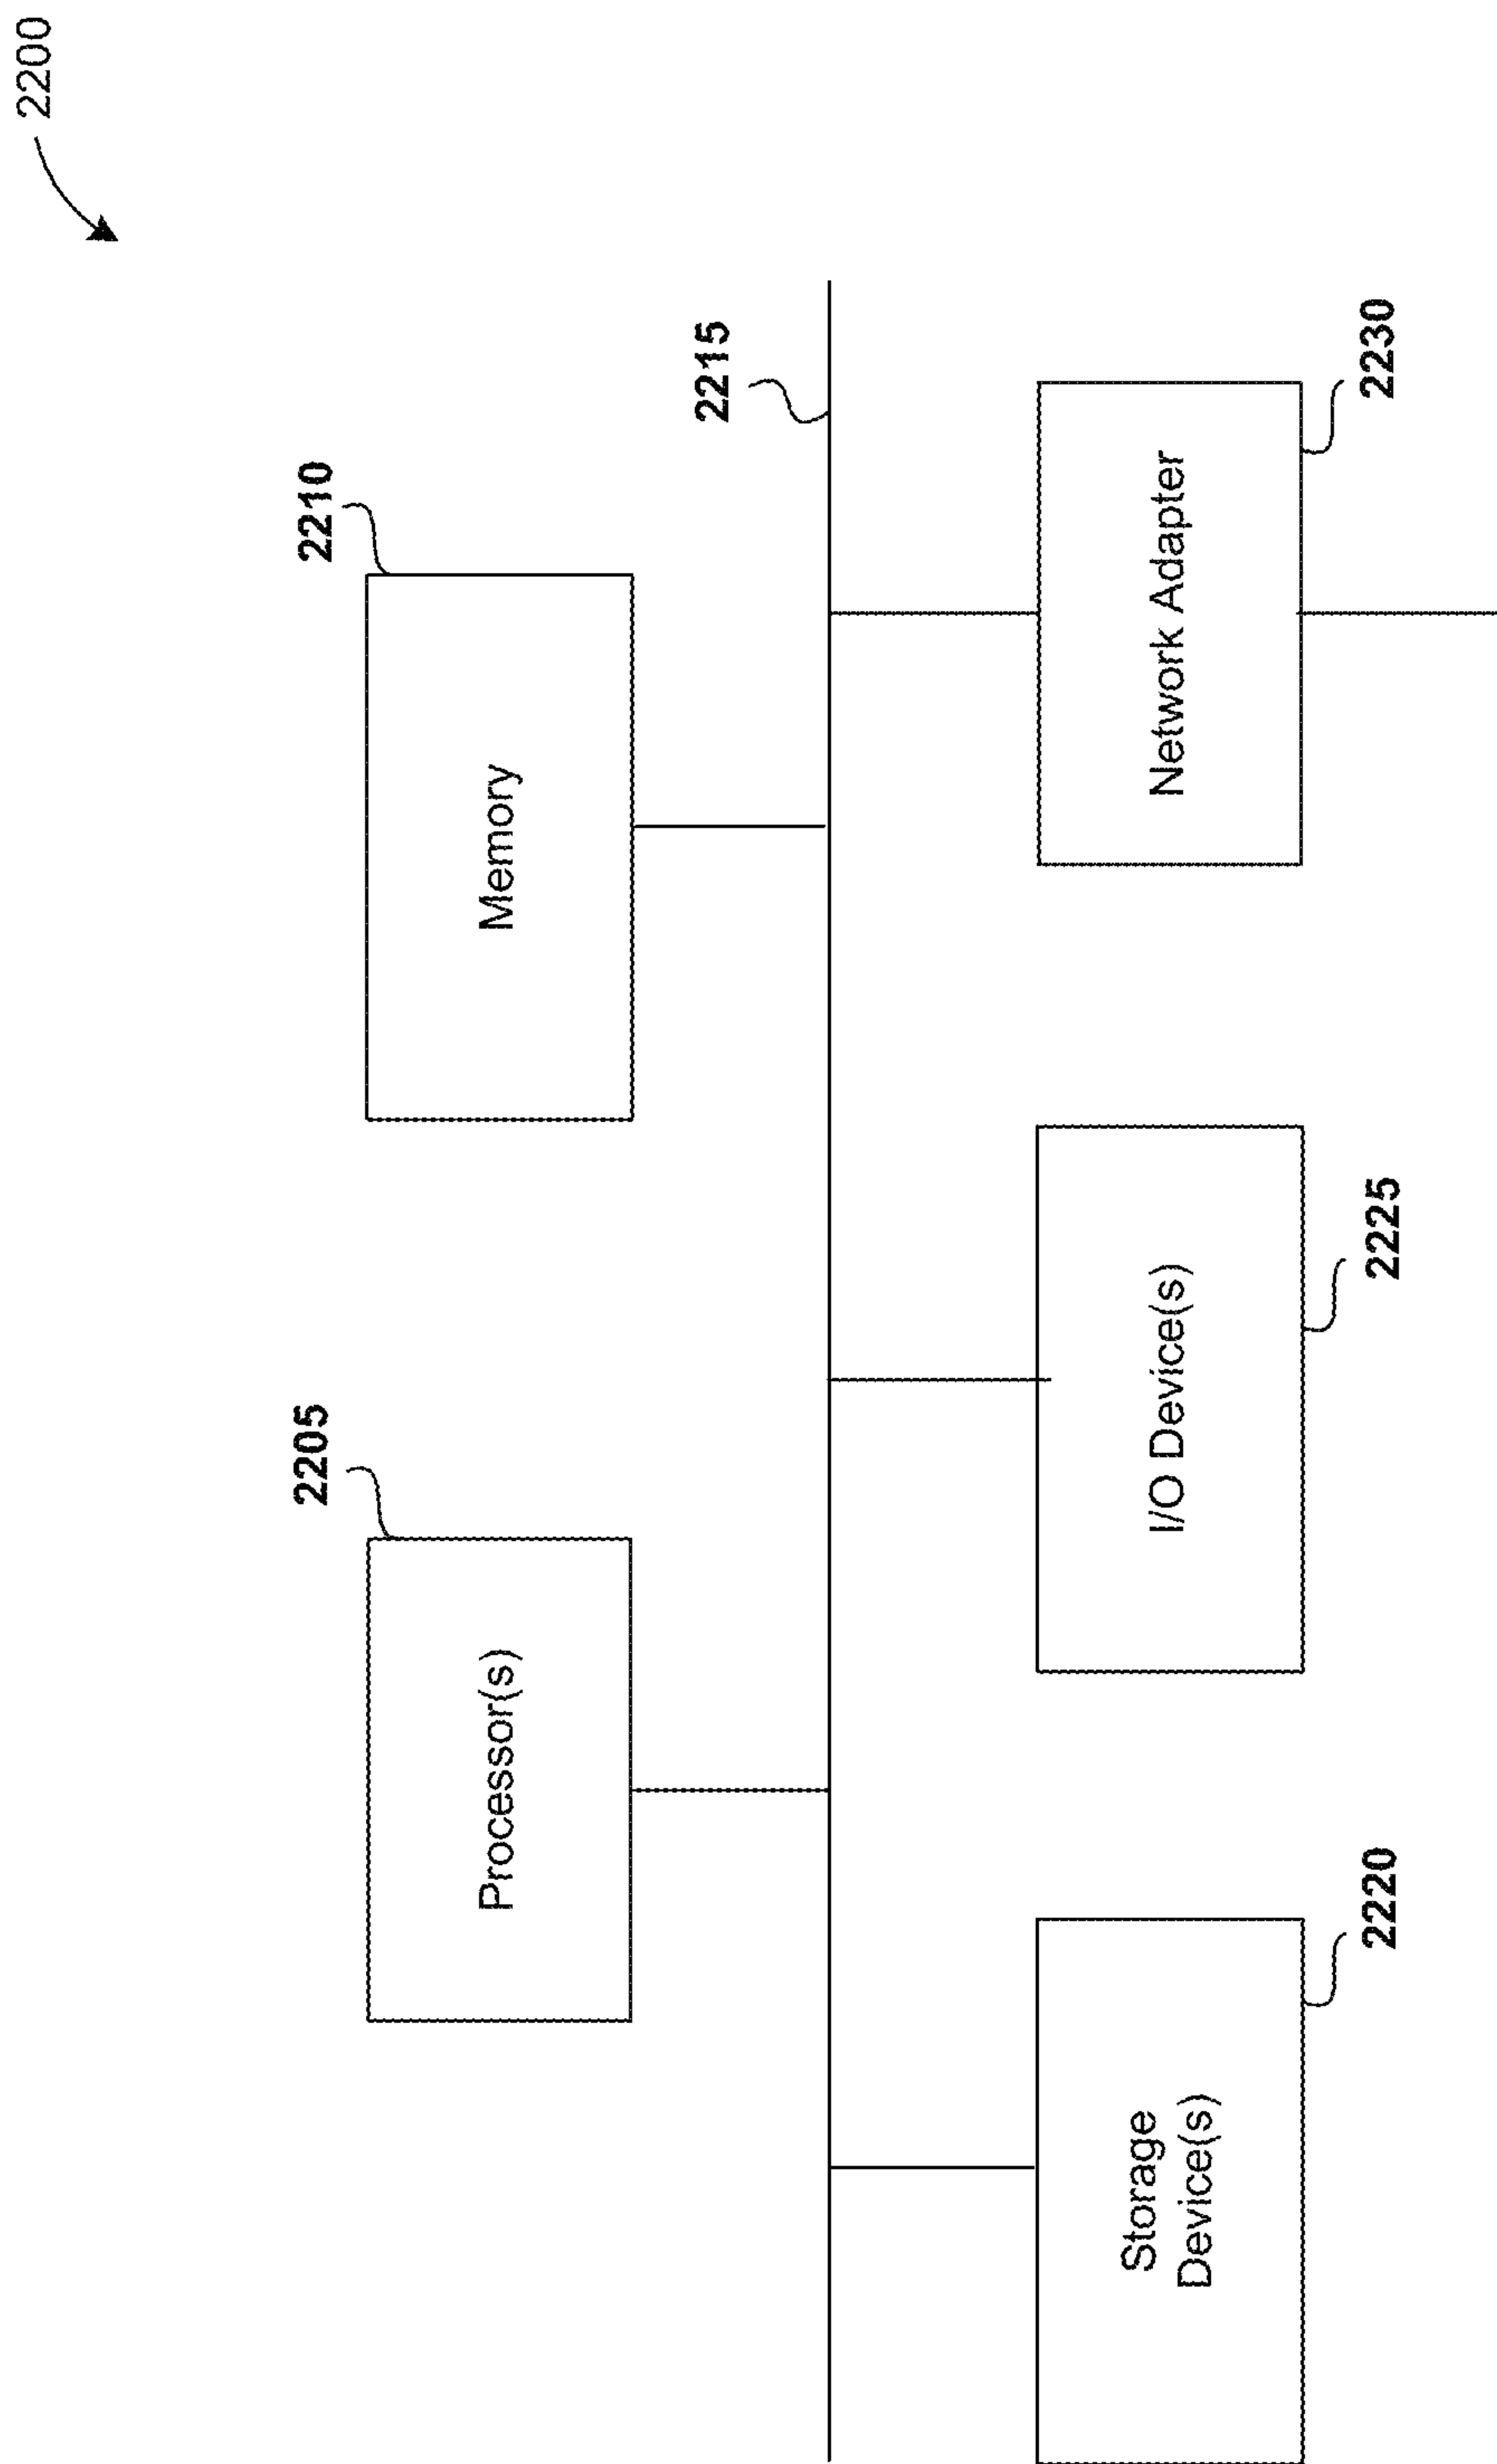 2200
2205
Processor(s)
2210
Memory
2215
Storage
Device(s)
2220
I/O Device(s)
2225
Network Adapter
2230